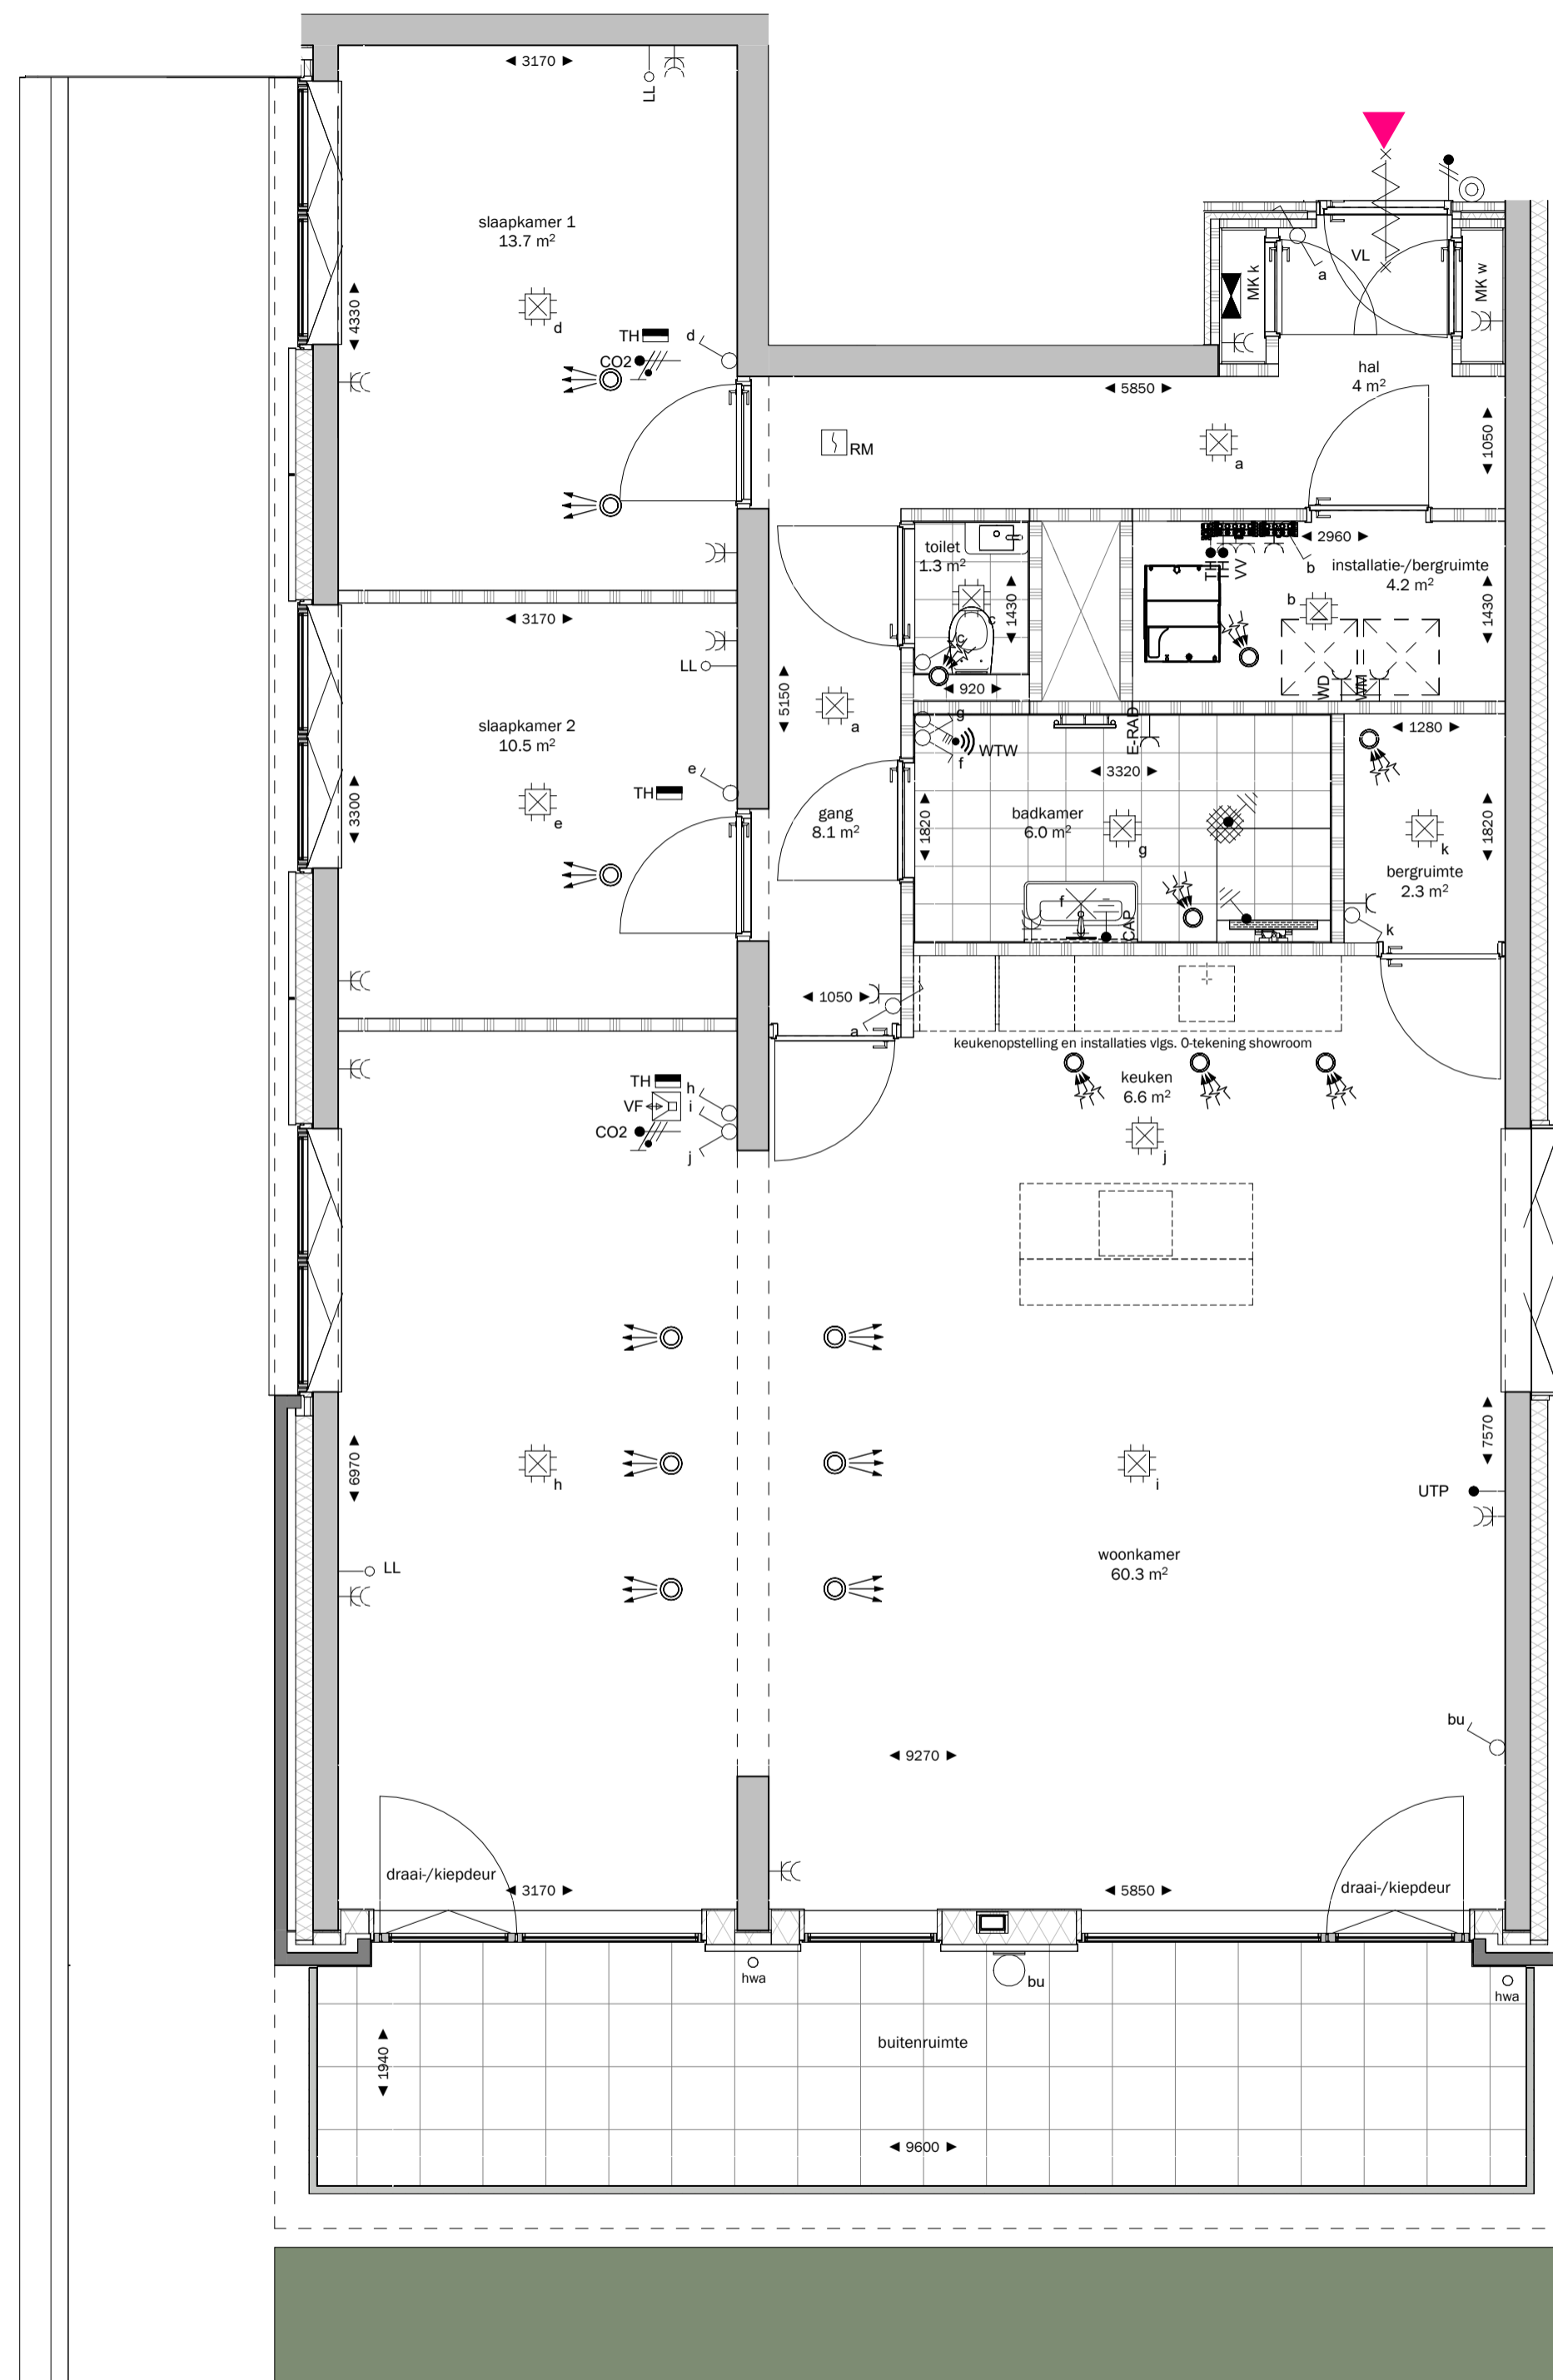 3170
LL
slaapkamer 1
13.7 m²
4330
d
TH
d
CO2
VL
a
MK k
MK w
hal
4 m²
5850
1050
RM
a
toilet
1.3 m²
1430
c
c
920
2960
TH
TH
VV
b
installatie-/bergruimte
4.2 m²
b
1430
WD
WM
3170
LL
slaapkamer 2
10.5 m²
5150
a
e
TH
e
3300
gang
8.1 m²
g
f
WTW
E-RAD
3320
1820
badkamer
6.0 m²
g
f
CAP
1280
1820
k
bergruimte
2.3 m²
k
1050
a
keukenopstelling en installaties vlgs. 0-tekening showroom
keuken
6.6 m²
j
TH
h
VF
i
CO2
j
6970
h
i
7570
UTP
LL
woonkamer
60.3 m²
bu
9270
draai-/kiepdeur
3170
5850
draai-/kiepdeur
hwa
bu
hwa
buitenruimte
1940
9600